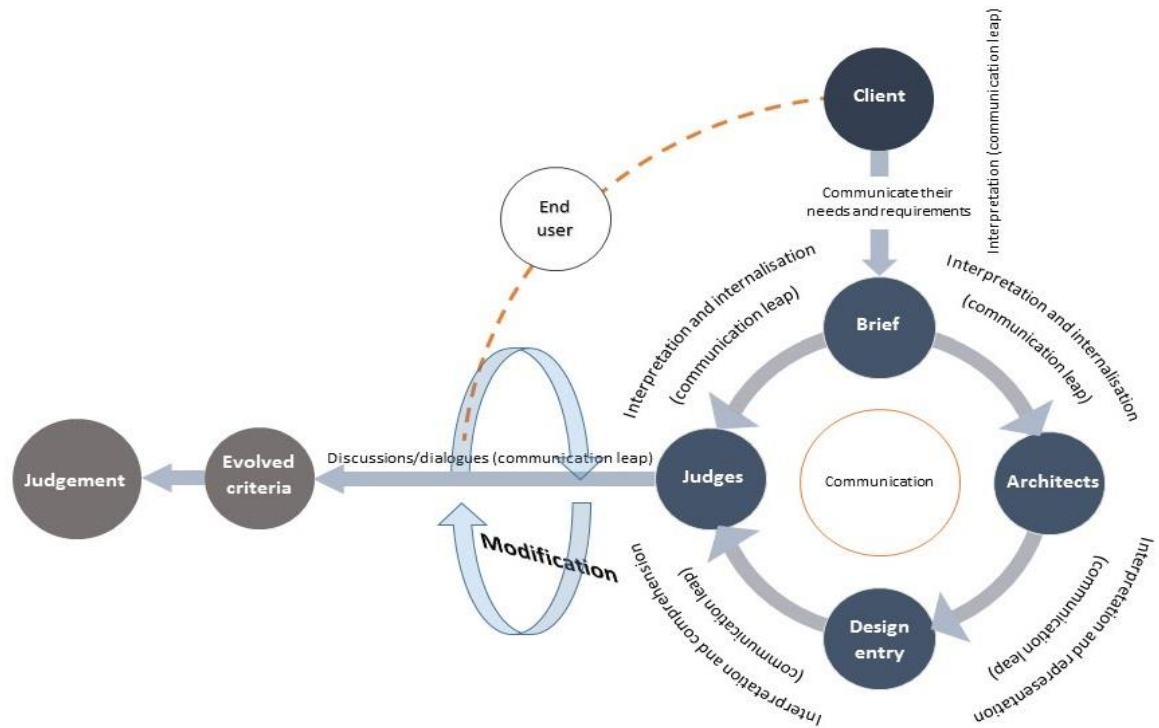 Client
Interpretation (communication leap)
Communicate their
needs and requirements
End
user
Interpretation and internalisation
(communication leap)
Interpretation and internalisation
(communication leap)
Brief
Discussions/dialogues (communication leap)
Judgement
Evolved
criteria
Judges
Communication
Architects
Modification
Interpretation and comprehension
(communication leap)
Design
entry
Interpretation and representation
(communication leap)